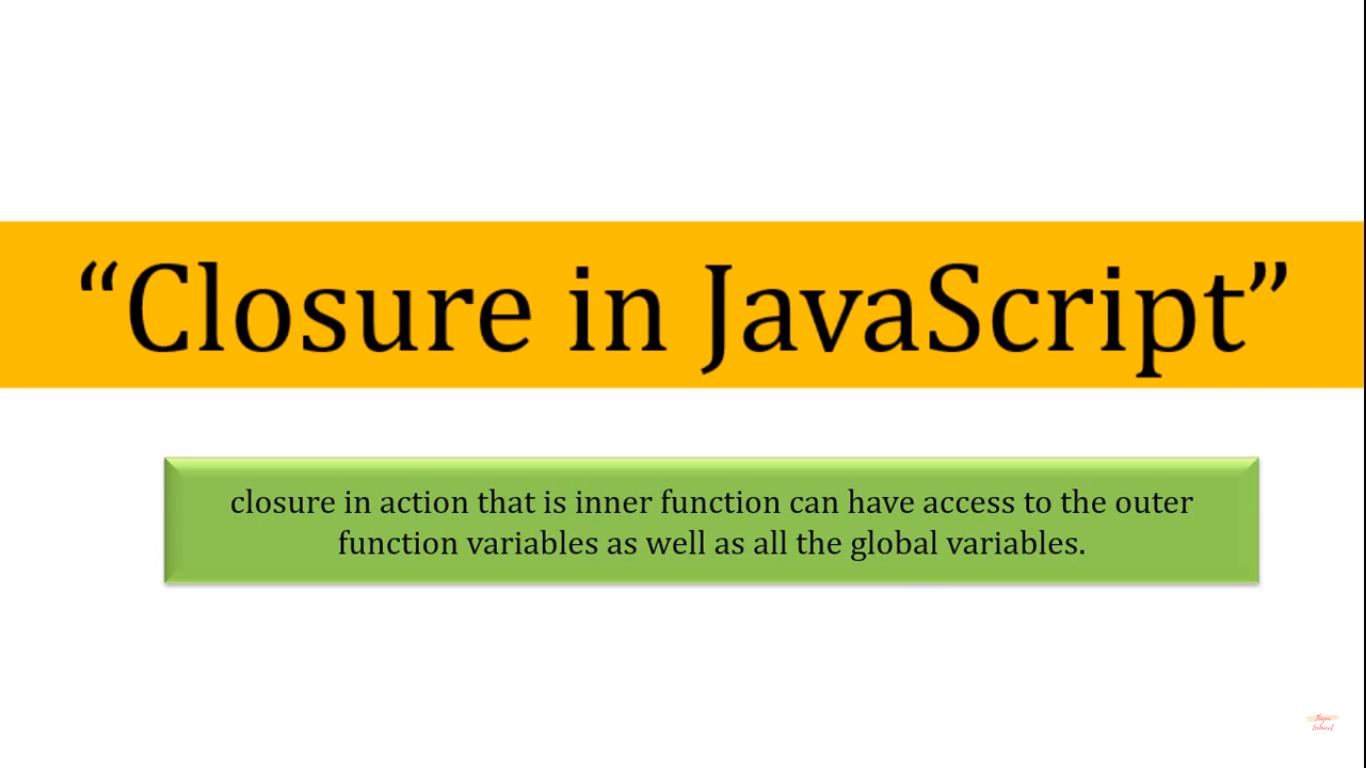 “Closure in JavaScript”
closure in action that is inner function can have access to the outer
function variables as well as all the global variables.